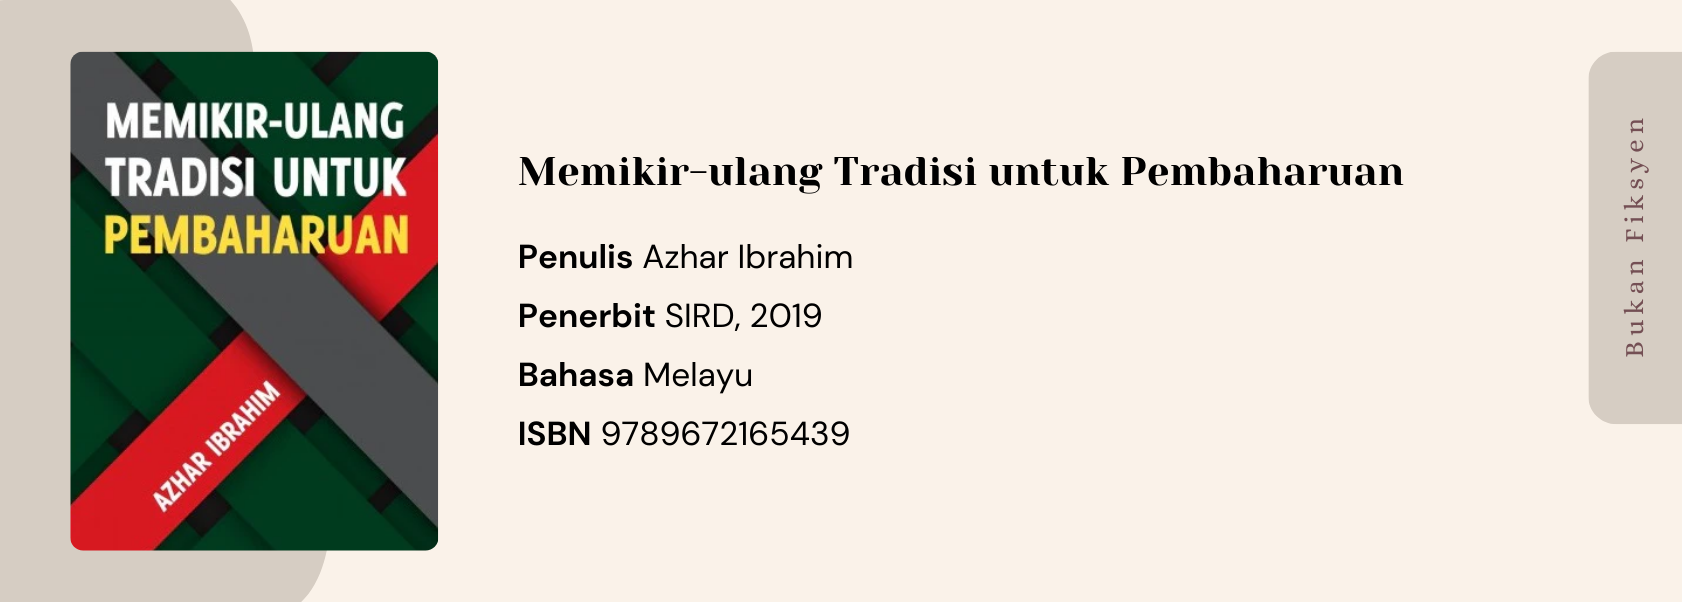 MEMIKIR-ULANG
TRADISI UNTUK
PEMBAHARUAN
AZHAR IBRAHIM
Memikir-ulang Tradisi untuk Pembaharuan
Penulis Azhar Ibrahim
Penerbit SIRD, 2019
Bahasa Melayu
ISBN 9789672165439
Bukan Fiksyen